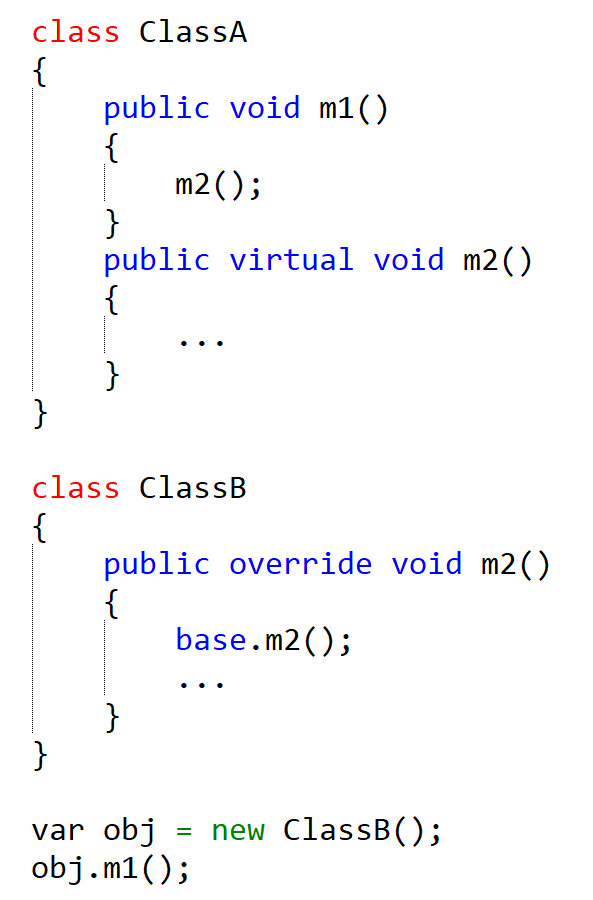 class ClassA
{
    public void m1()
    {
        m2();
    }
    public virtual void m2()
    {
        ...
    }
}

class ClassB
{
    public override void m2()
    {
        base.m2();
        ...
    }
}

var obj = new ClassB();
obj.m1();